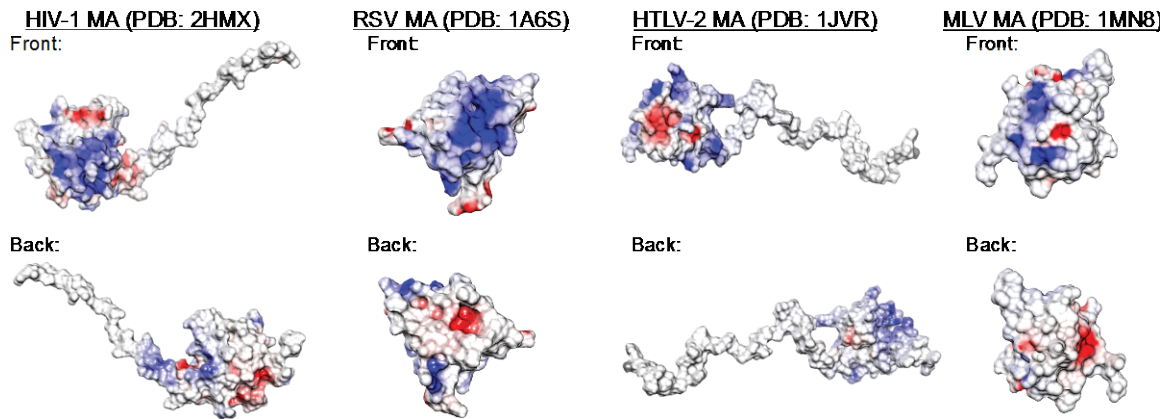 HIV-1 MA (PDB: 2HMX) RSV MA (PDB: 1A6S) HTLV-2 MA (PDB: 1JVR) MLV MA (PDB: 1MN8)
Front: Front: Front: Front:
Back: Back: Back: Back: